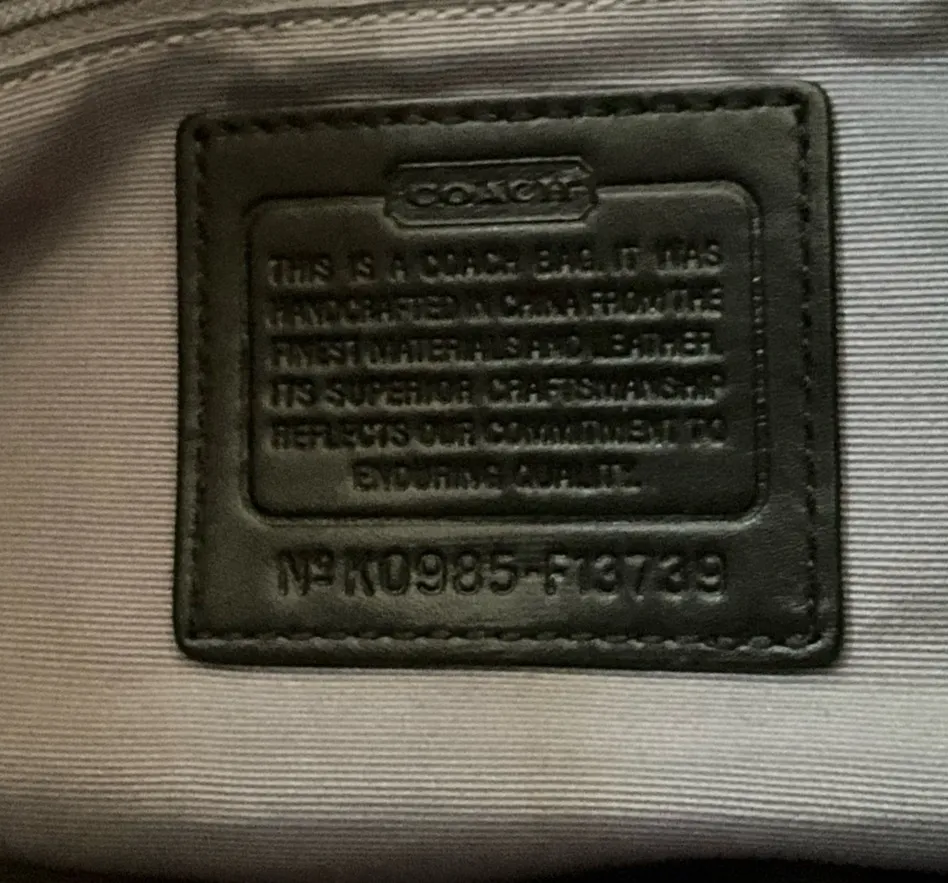 COACH
THIS IS A COACH BAG. IT WAS
HANDCRAFTED IN CHINA FROM THE
FINEST MATERIALS AND LEATHER.
ITS SUPERIOR CRAFTSMANSHIP
REFLECTS OUR COMMITMENT TO
ENDURING QUALITY.
Nº K0985-F13739